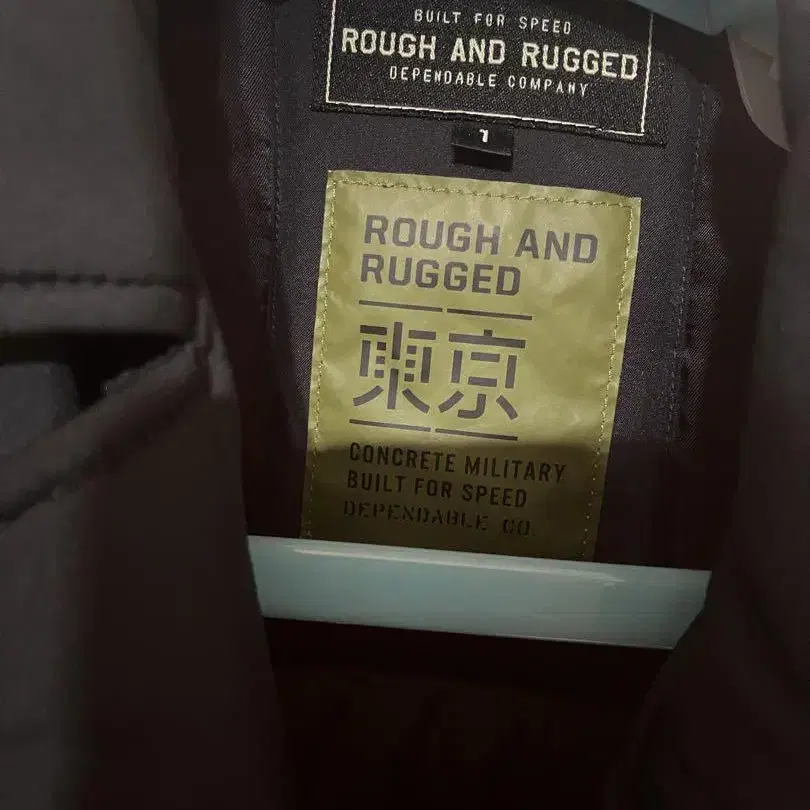 BUILT FOR SPEED
ROUGH AND RUGGED
DEPENDABLE COMPANY
1
ROUGH AND
RUGGED
東京
CONCRETE MILITARY
BUILT FOR SPEED
DEPENDABLE CO.